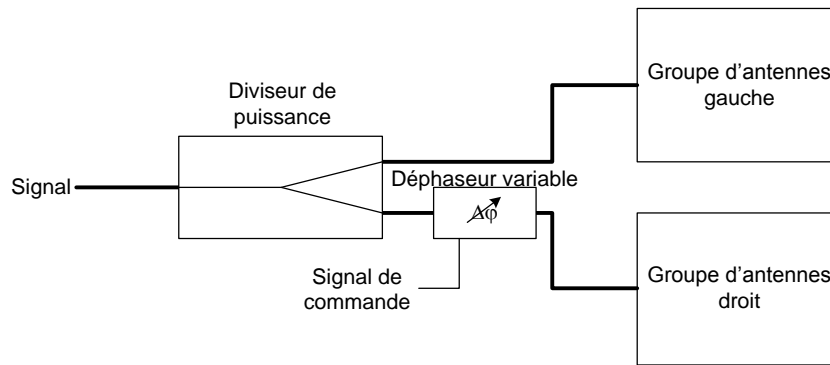 Diviseur de
puissance
Signal
Déphaseur variable
Δφ
Signal de
commande
Groupe d'antennes
gauche
Groupe d'antennes
droit